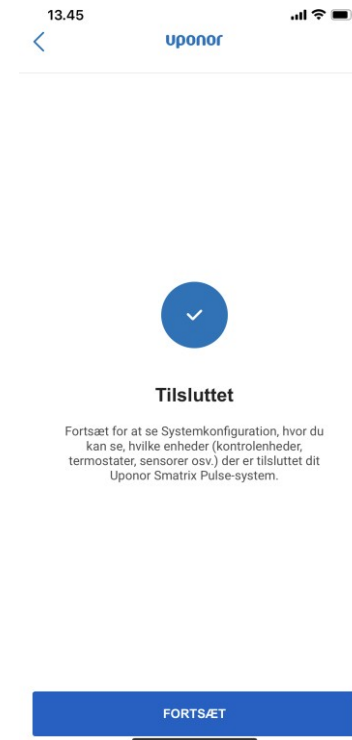 13.45
uponor
Tilsluttet
Fortsæt for at se Systemkonfiguration, hvor du
kan se, hvilke enheder (kontrolenheder,
termostater, sensorer osv.) der er tilsluttet dit
Uponor Smatrix Pulse-system.
FORTSÆT